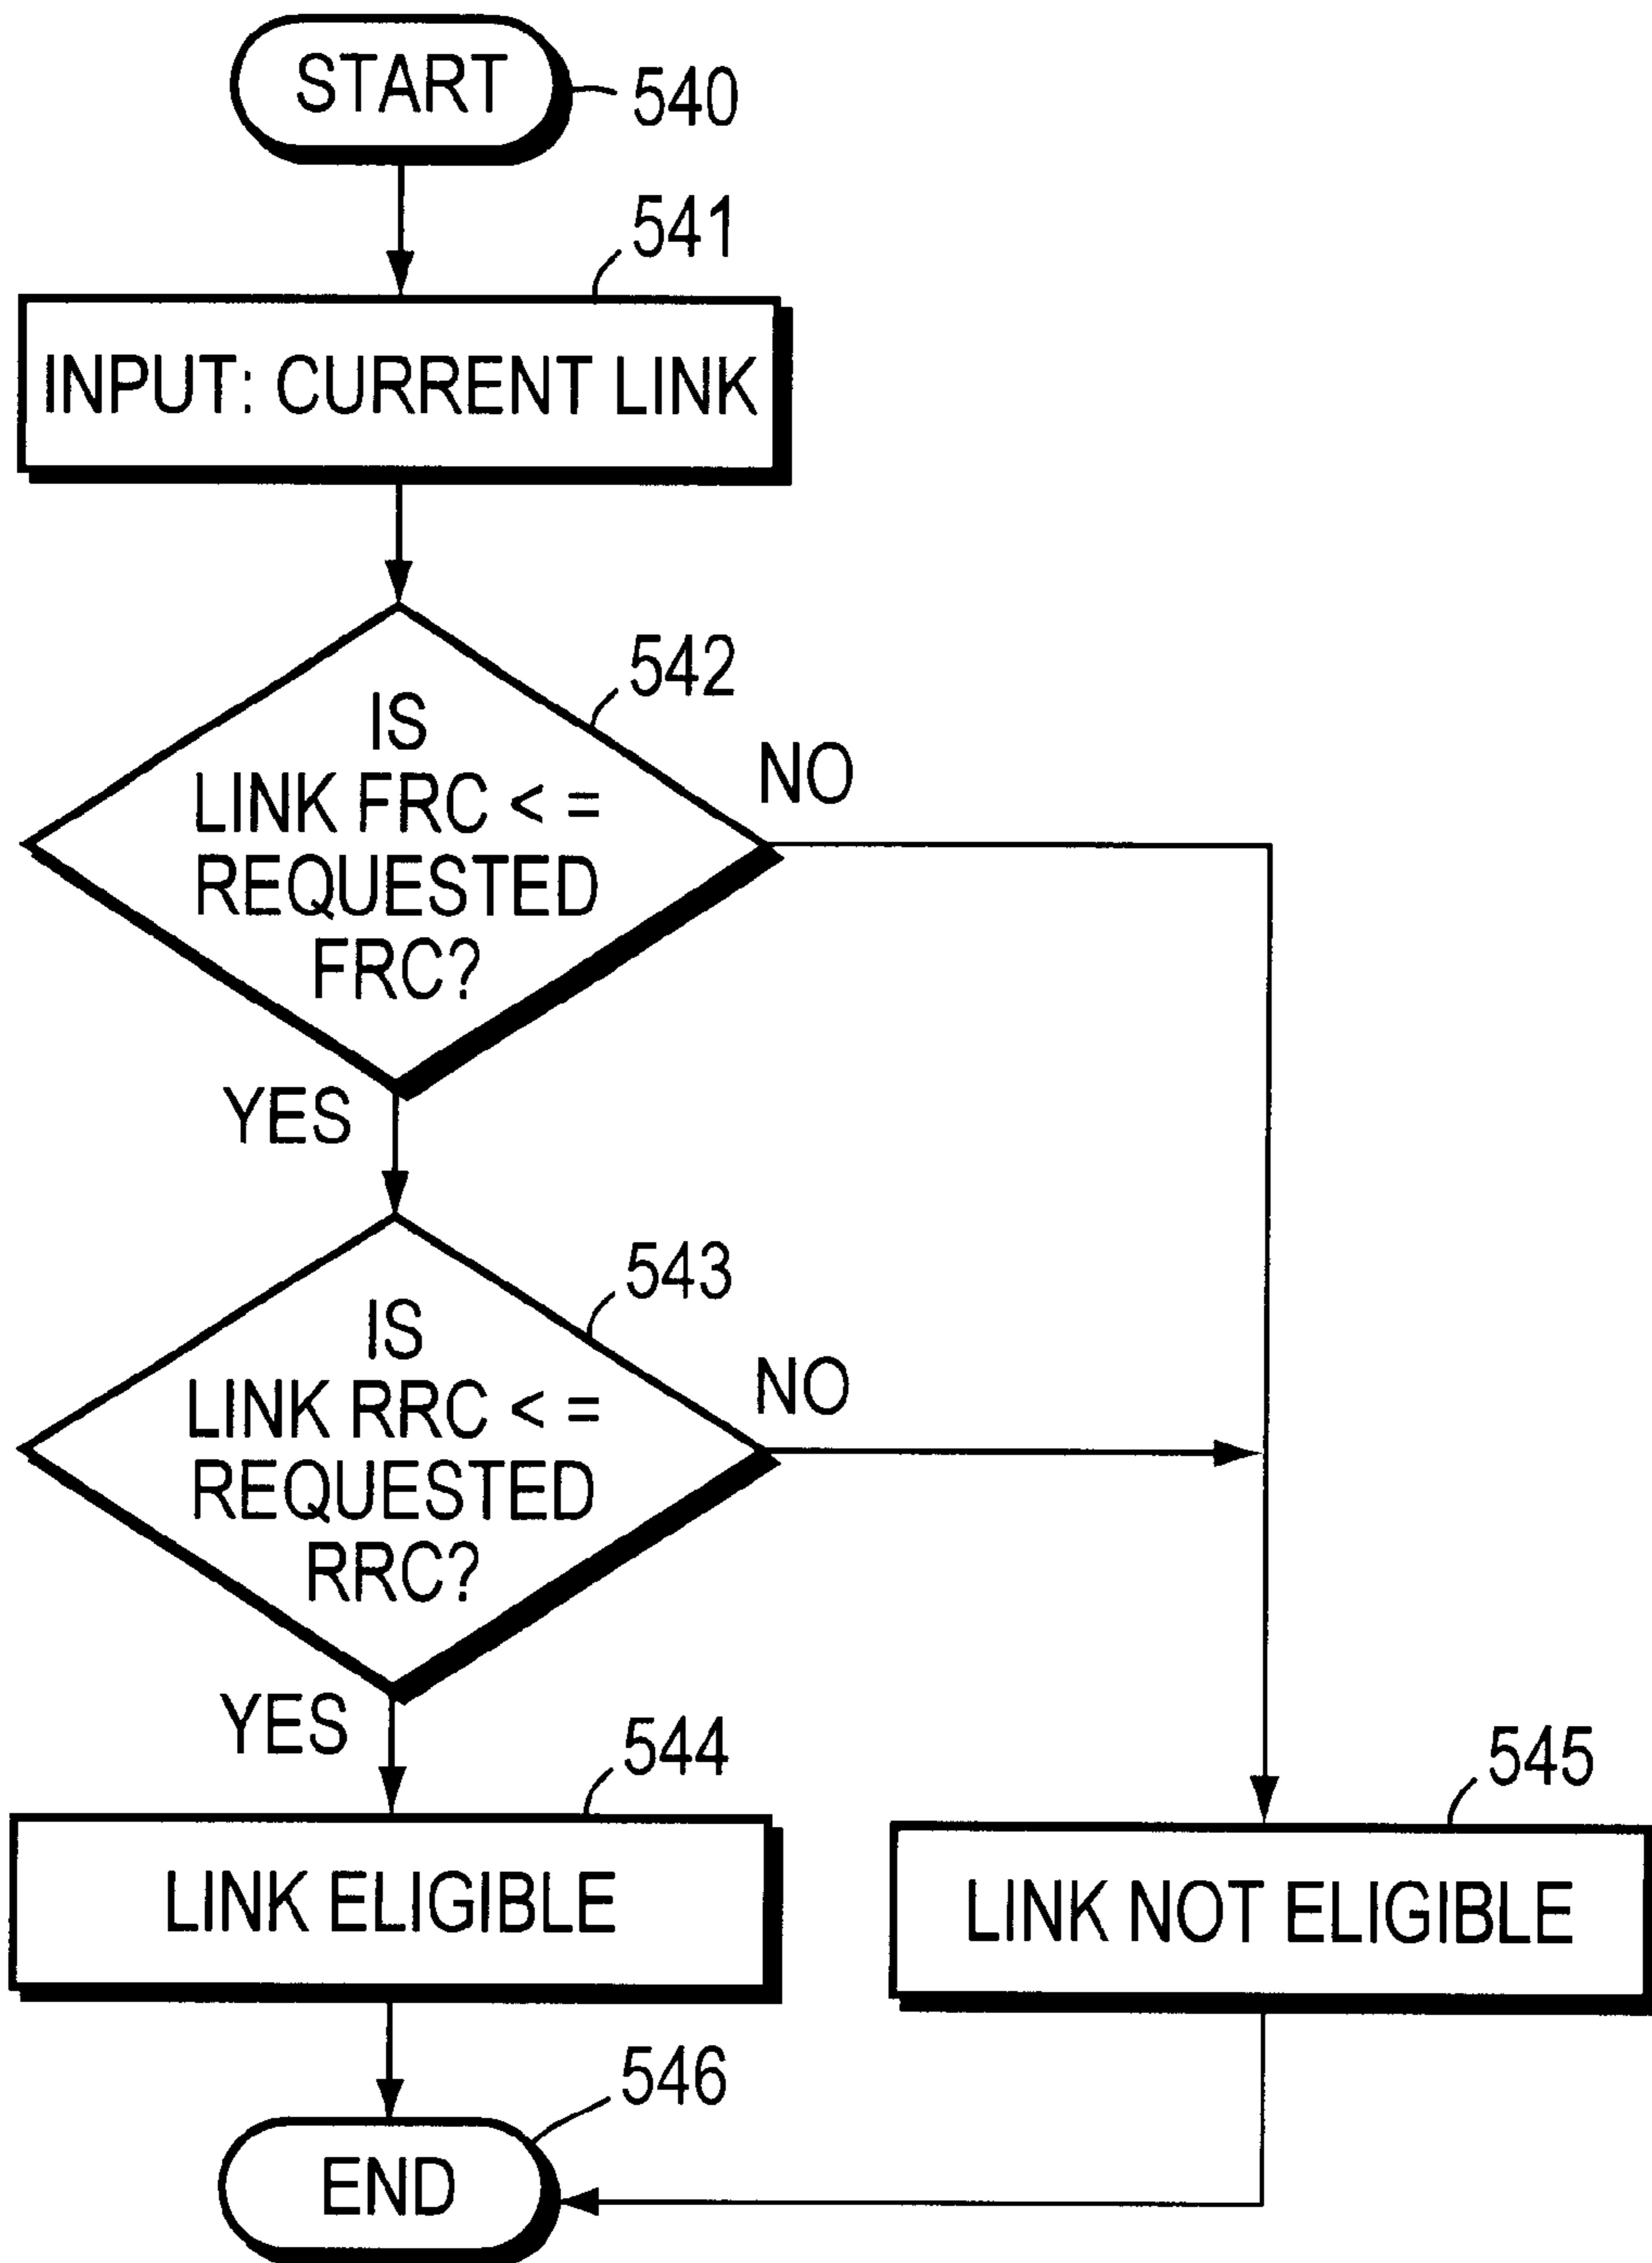 START
540
541
INPUT: CURRENT LINK
542
IS
LINK FRC < =
REQUESTED
FRC?
NO
YES
543
IS
LINK RRC < =
REQUESTED
RRC?
NO
YES
544
LINK ELIGIBLE
545
LINK NOT ELIGIBLE
546
END